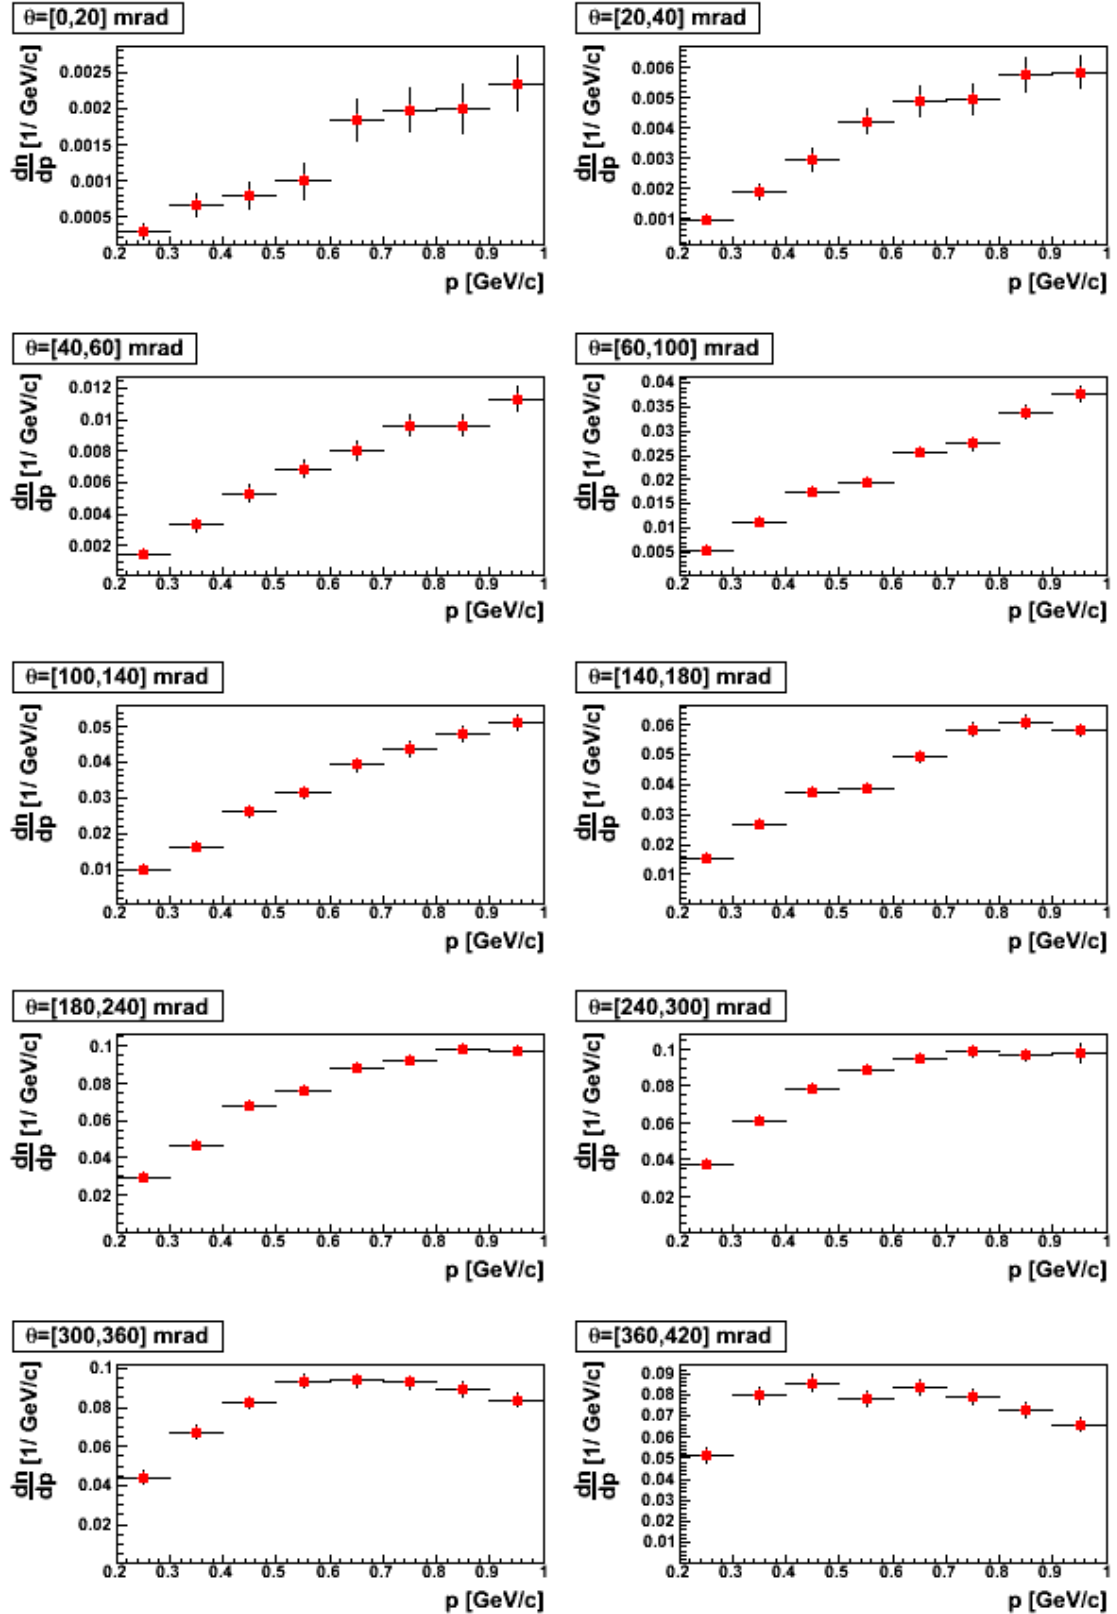 θ=[0,20] mrad
dn/dp [1/ GeV/c]
0.0025
0.002
0.0015
0.001
0.0005
0.2 0.3 0.4 0.5 0.6 0.7 0.8 0.9 1
p [GeV/c]
θ=[20,40] mrad
dn/dp [1/ GeV/c]
0.006
0.005
0.004
0.003
0.002
0.001
0.2 0.3 0.4 0.5 0.6 0.7 0.8 0.9 1
p [GeV/c]
θ=[40,60] mrad
dn/dp [1/ GeV/c]
0.012
0.01
0.008
0.006
0.004
0.002
0.2 0.3 0.4 0.5 0.6 0.7 0.8 0.9 1
p [GeV/c]
θ=[60,100] mrad
dn/dp [1/ GeV/c]
0.04
0.035
0.03
0.025
0.02
0.015
0.01
0.005
0.2 0.3 0.4 0.5 0.6 0.7 0.8 0.9 1
p [GeV/c]
θ=[100,140] mrad
dn/dp [1/ GeV/c]
0.05
0.04
0.03
0.02
0.01
0.2 0.3 0.4 0.5 0.6 0.7 0.8 0.9 1
p [GeV/c]
θ=[140,180] mrad
dn/dp [1/ GeV/c]
0.06
0.05
0.04
0.03
0.02
0.01
0.2 0.3 0.4 0.5 0.6 0.7 0.8 0.9 1
p [GeV/c]
θ=[180,240] mrad
dn/dp [1/ GeV/c]
0.1
0.08
0.06
0.04
0.02
0.2 0.3 0.4 0.5 0.6 0.7 0.8 0.9 1
p [GeV/c]
θ=[240,300] mrad
dn/dp [1/ GeV/c]
0.1
0.08
0.06
0.04
0.02
0.2 0.3 0.4 0.5 0.6 0.7 0.8 0.9 1
p [GeV/c]
θ=[300,360] mrad
dn/dp [1/ GeV/c]
0.1
0.08
0.06
0.04
0.02
0.2 0.3 0.4 0.5 0.6 0.7 0.8 0.9 1
p [GeV/c]
θ=[360,420] mrad
dn/dp [1/ GeV/c]
0.09
0.08
0.07
0.06
0.05
0.04
0.03
0.02
0.01
0.2 0.3 0.4 0.5 0.6 0.7 0.8 0.9 1
p [GeV/c]